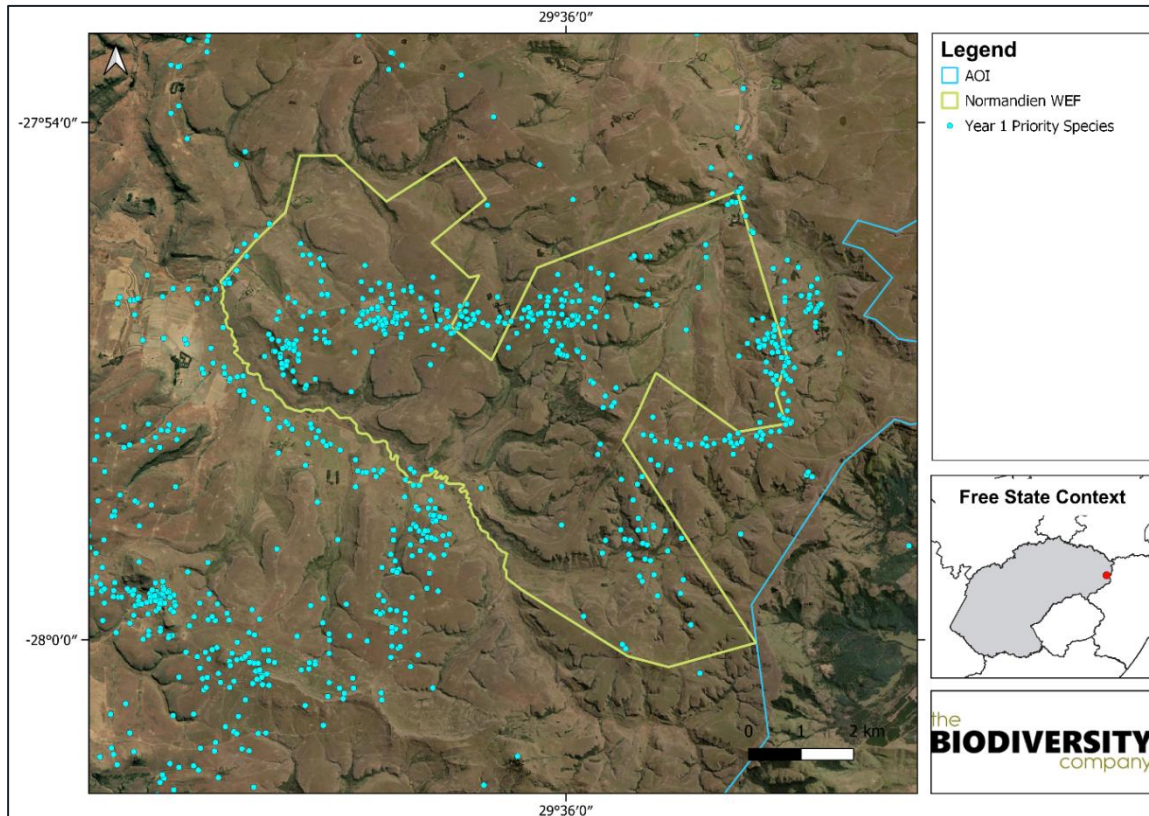 29°36'0"
-27°54'0"
-28°0'0"
0 1 2 km
29°36'0"
Legend
AOI
Normandien WEF
Year 1 Priority Species
Free State Context
the
BIODIVERSITY
company